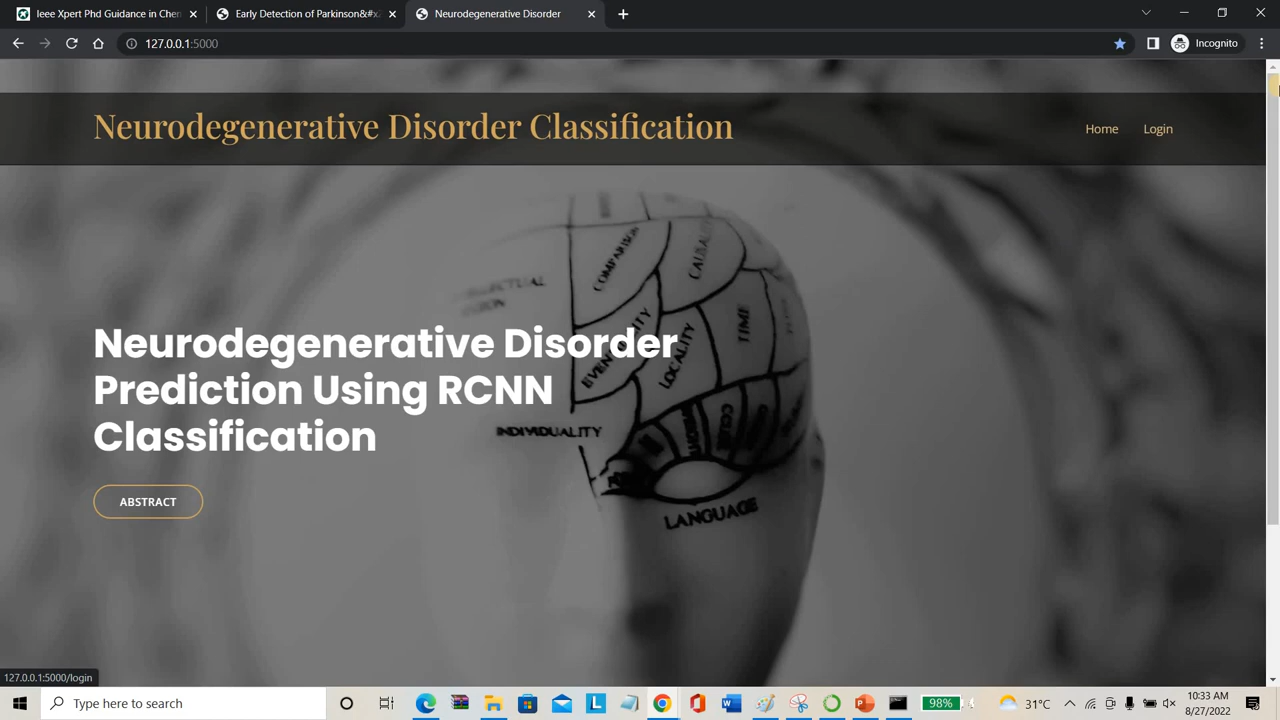 Ieee Xpert Phd Guidance in Chen
Early Detection of Parkinson&#x
Neurodegenerative Disorder
127.0.0.1:5000
Incognito
Neurodegenerative Disorder Classification
Home
Login
COMPARISON
CAUSALITY
TIME
EVENTUALITY
LOCALITY
INDIVIDUALITY
LANGUAGE
Neurodegenerative Disorder
Prediction Using RCNN
Classification
ABSTRACT
127.0.0.1:5000/login
Type here to search
98%
31°C
10:33 AM
8/27/2022